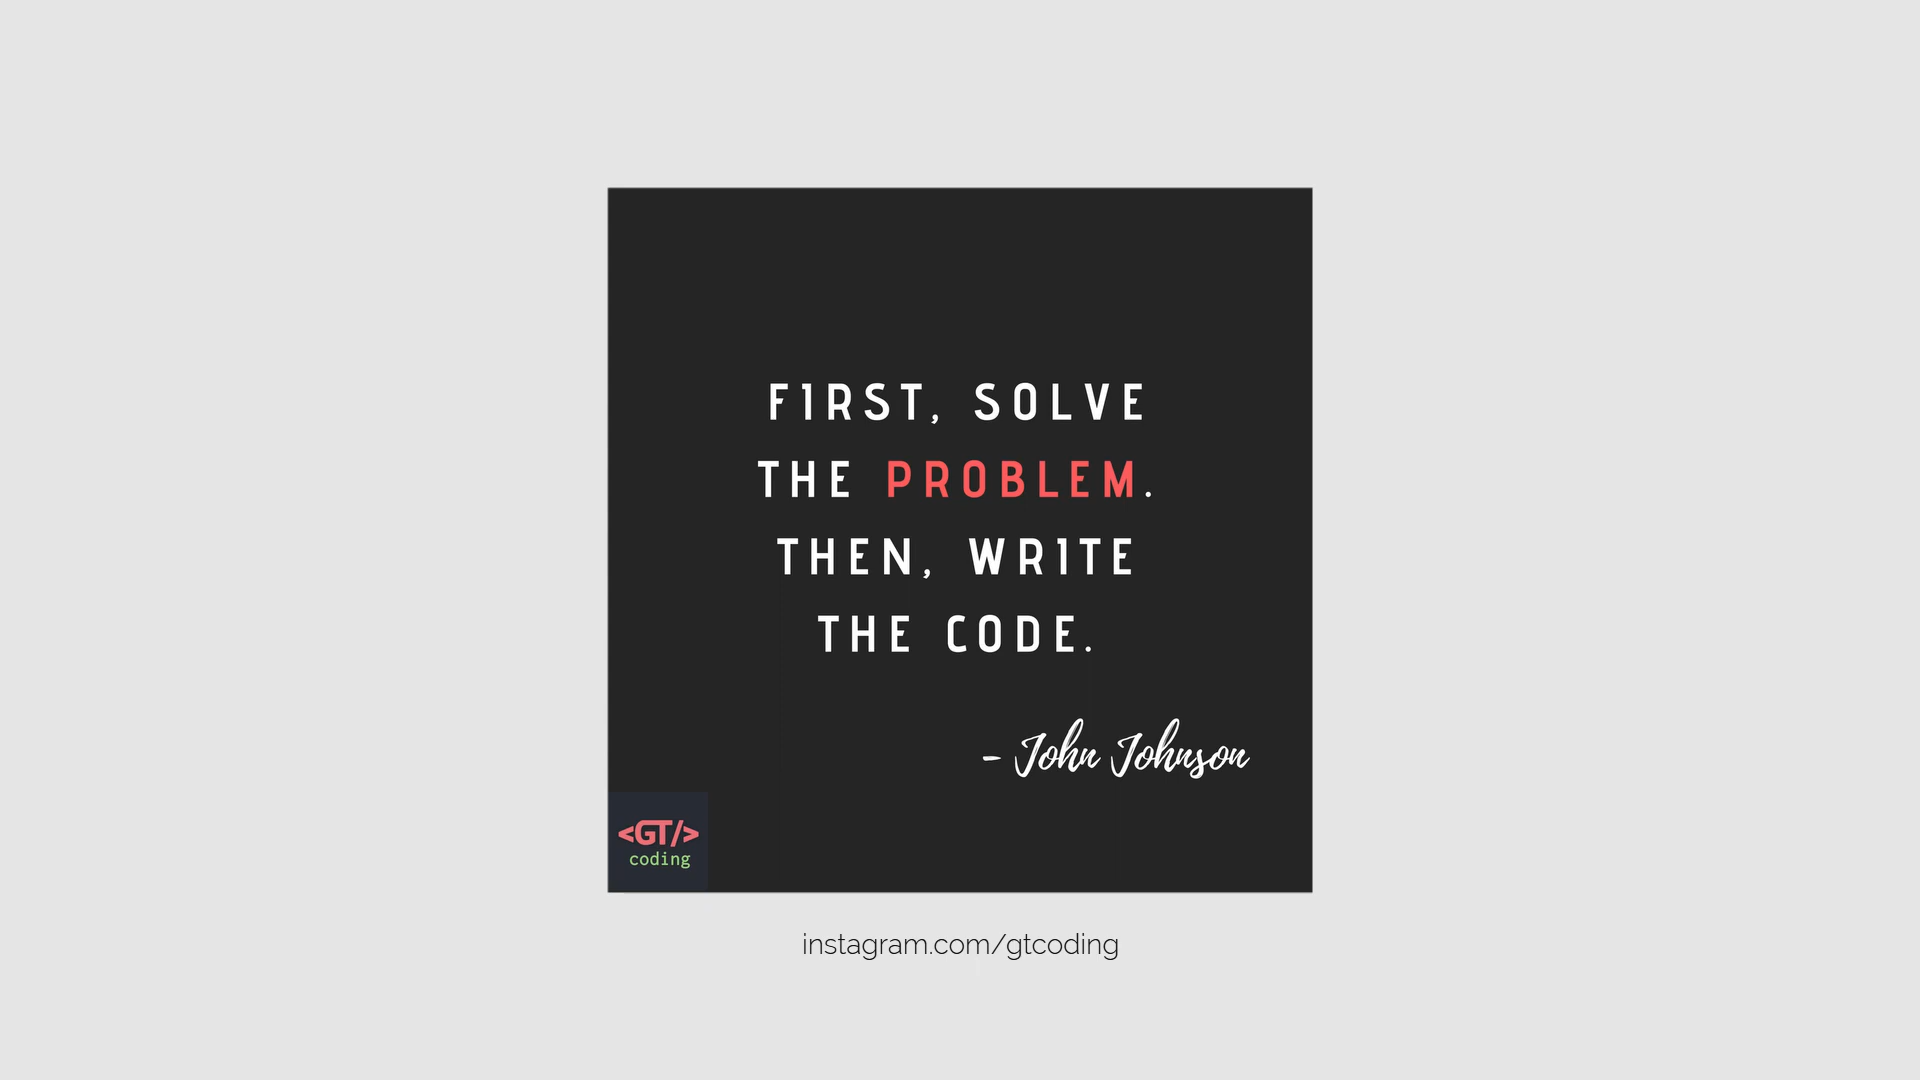 FIRST, SOLVE
THE PROBLEM.
THEN, WRITE
THE CODE.
- John Johnson
<GT/>
coding
instagram.com/gtcoding